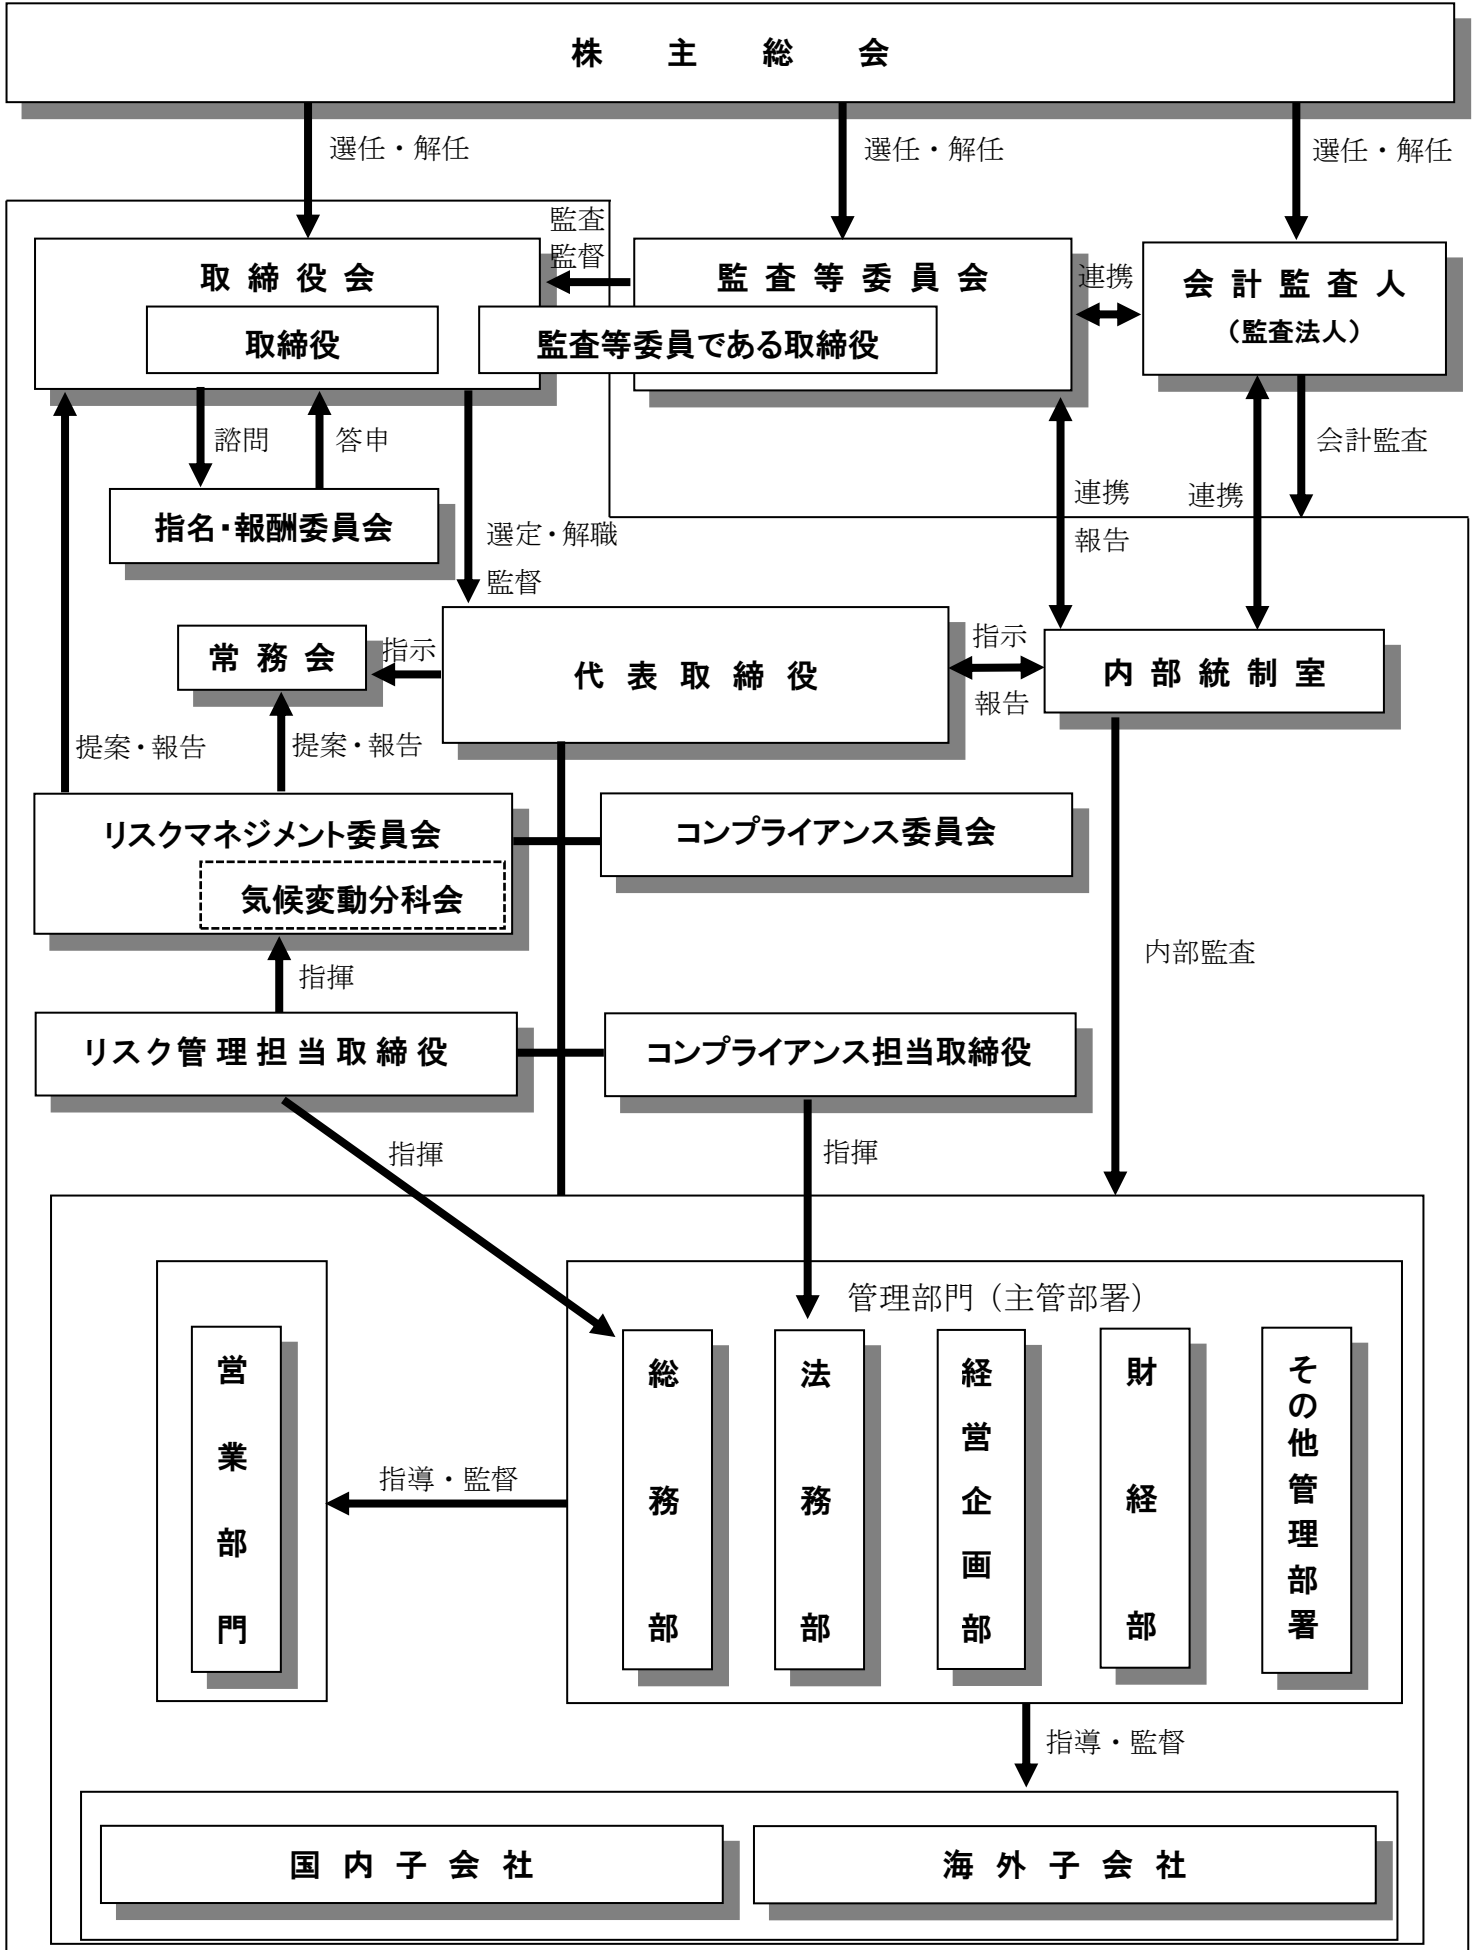 株主総会
選任・解任
選任・解任
選任・解任
監査
監督
取締役会
監査等委員会
連携
会計監査人
（監査法人）
取締役
監査等委員である取締役
諮問
答申
会計監査
指名・報酬委員会
選定・解職
監督
連携
報告
連携
常務会
指示
代表取締役
指示
報告
内部統制室
提案・報告
提案・報告
リスクマネジメント委員会
気候変動分科会
コンプライアンス委員会
内部監査
指揮
リスク管理担当取締役
コンプライアンス担当取締役
指揮
指揮
管理部門（主管部署）
営業部門
指導・監督
総務部
法務部
経営企画部
財経部
その他管理部署
指導・監督
国内子会社
海外子会社